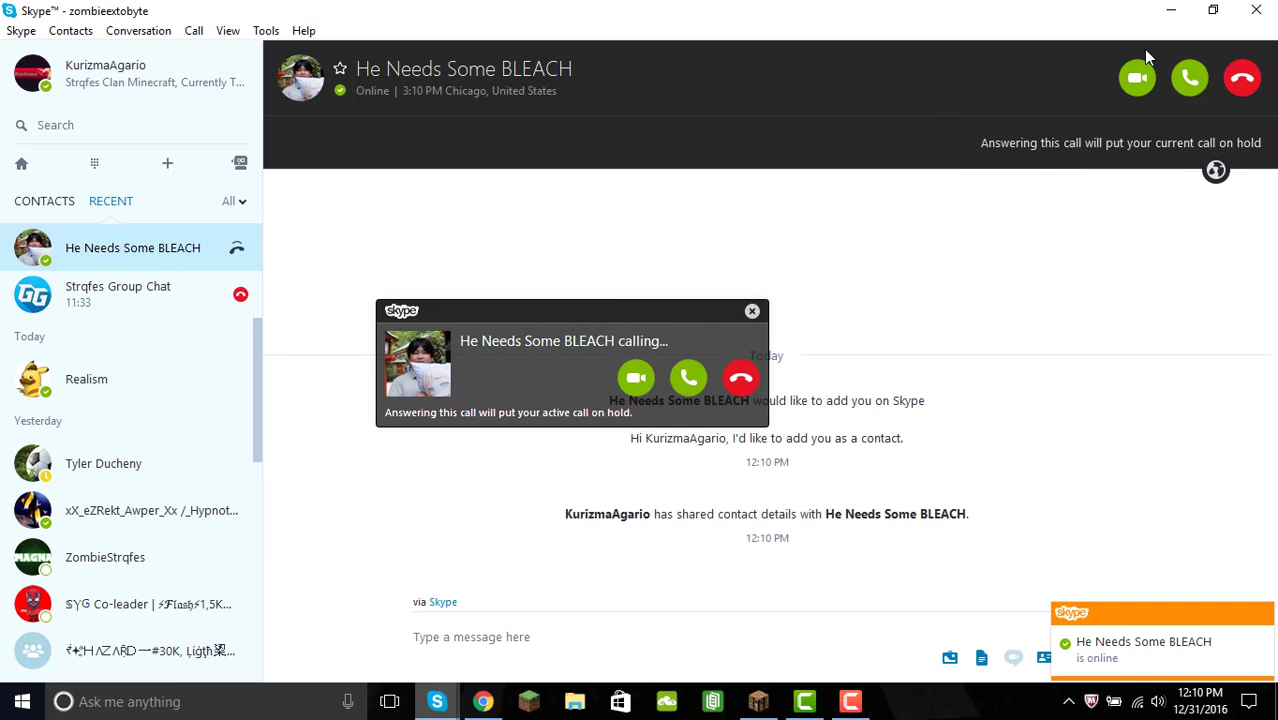 Skype™ - zombieextobyte
Skype Contacts Conversation Call View Tools Help
KurizmaAgario
Strqfes Clan Minecraft, Currently T...
Search
CONTACTS RECENT All
He Needs Some BLEACH
Strqfes Group Chat
11:33
Today
Realism
Yesterday
Tyler Ducheny
xX_eZRekt_Awper_Xx /_Hypnot...
ZombieStrqfes
He Needs Some BLEACH
Online | 3:10 PM Chicago, United States
Answering this call will put your current call on hold
skype
He Needs Some BLEACH calling...
Answering this call will put your active call on hold.
Today
He Needs Some BLEACH would like to add you on Skype
Hi KurizmaAgario, I'd like to add you as a contact.
12:10 PM
KurizmaAgario has shared contact details with He Needs Some BLEACH.
12:10 PM
via Skype
Type a message here
skype
He Needs Some BLEACH
is online
Ask me anything
12:10 PM
12/31/2016